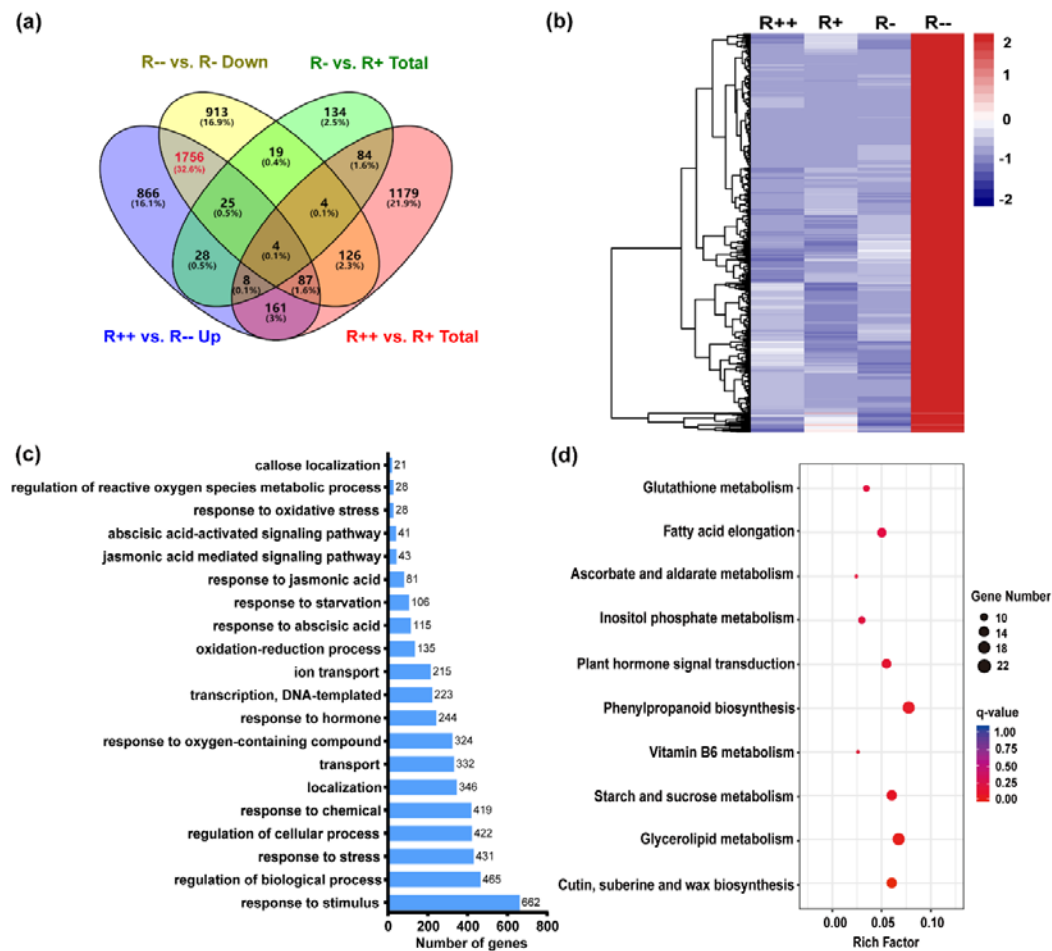 (a)
R-- vs. R- Down
R- vs. R+ Total
913
(16.9%)
134
(2.5%)
19
(0.4%)
1756
(32.6%)
84
(1.6%)
866
(16.1%)
25
(0.5%)
4
(0.1%)
1179
(21.9%)
28
(0.5%)
4
(0.1%)
126
(2.3%)
8
(0.1%)
87
(1.6%)
161
(3%)
R++ vs. R-- Up
R++ vs. R+ Total
(b)
R++ R+ R- R--
2
1
0
-1
-2
(c)
callose localization 21
regulation of reactive oxygen species metabolic process 28
response to oxidative stress 28
abscisic acid-activated signaling pathway 41
jasmonic acid mediated signaling pathway 43
response to jasmonic acid 81
response to starvation 106
response to abscisic acid 115
oxidation-reduction process 135
ion transport 215
transcription, DNA-templated 223
response to hormone 244
response to oxygen-containing compound 324
transport 332
localization 346
response to chemical 419
regulation of cellular process 422
response to stress 431
regulation of biological process 465
response to stimulus 662
0 200 400 600 800
Number of genes
(d)
Glutathione metabolism
Fatty acid elongation
Ascorbate and aldarate metabolism
Inositol phosphate metabolism
Plant hormone signal transduction
Phenylpropanoid biosynthesis
Vitamin B6 metabolism
Starch and sucrose metabolism
Glycerolipid metabolism
Cutin, suberine and wax biosynthesis
0.00 0.05 0.10
Rich Factor
Gene Number
10
14
18
22
q-value
1.00
0.75
0.50
0.25
0.00